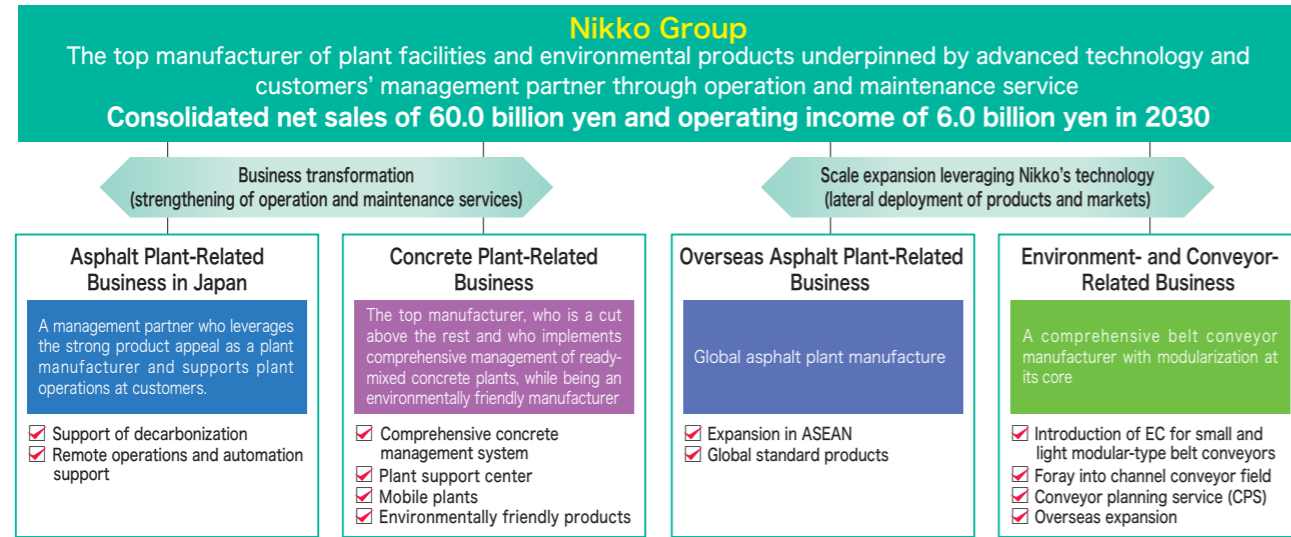 Nikko Group
The top manufacturer of plant facilities and environmental products underpinned by advanced technology and
customers' management partner through operation and maintenance service
Consolidated net sales of 60.0 billion yen and operating income of 6.0 billion yen in 2030
Business transformation
(strengthening of operation and maintenance services)
Scale expansion leveraging Nikko's technology
(lateral deployment of products and markets)
Asphalt Plant-Related
Business in Japan
A management partner who leverages
the strong product appeal as a plant
manufacturer and supports plant
operations at customers.
Support of decarbonization
Remote operations and automation
support
Concrete Plant-Related
Business
The top manufacturer, who is a cut
above the rest and who implements
comprehensive management of ready-
mixed concrete plants, while being an
environmentally friendly manufacturer
Comprehensive concrete
management system
Plant support center
Mobile plants
Environmentally friendly products
Overseas Asphalt Plant-Related
Business
Global asphalt plant manufacture
Expansion in ASEAN
Global standard products
Environment- and Conveyor-
Related Business
A comprehensive belt conveyor
manufacturer with modularization at
its core
Introduction of EC for small and
light modular-type belt conveyors
Foray into channel conveyor field
Conveyor planning service (CPS)
Overseas expansion